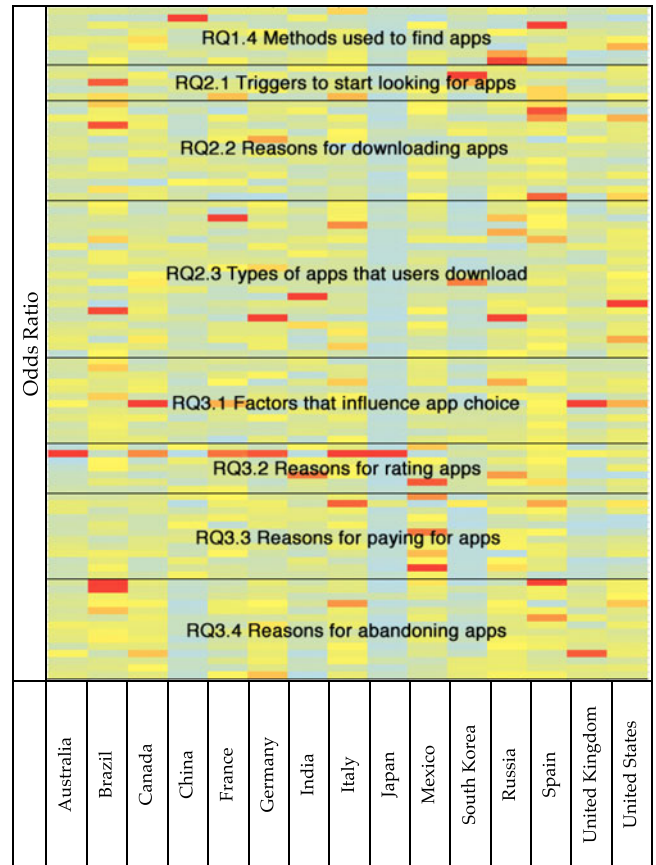 RQ1.4 Methods used to find apps
RQ2.1 Triggers to start looking for apps
RQ2.2 Reasons for downloading apps
RQ2.3 Types of apps that users download
RQ3.1 Factors that influence app choice
RQ3.2 Reasons for rating apps
RQ3.3 Reasons for paying for apps
RQ3.4 Reasons for abandoning apps
Odds Ratio
Australia
Brazil
Canada
China
France
Germany
India
Italy
Japan
Mexico
South Korea
Russia
Spain
United Kingdom
United States